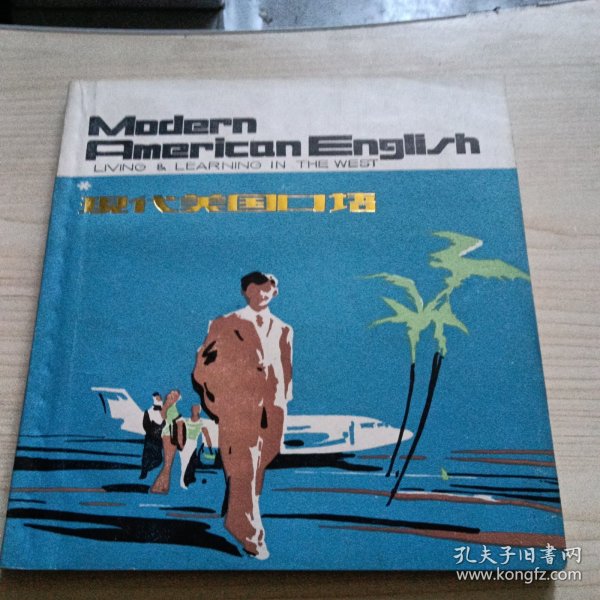 Modern
American English
LIVING & LEARNING IN THE WEST
*现代美国口语
孔夫子旧书网
www.kongfz.com